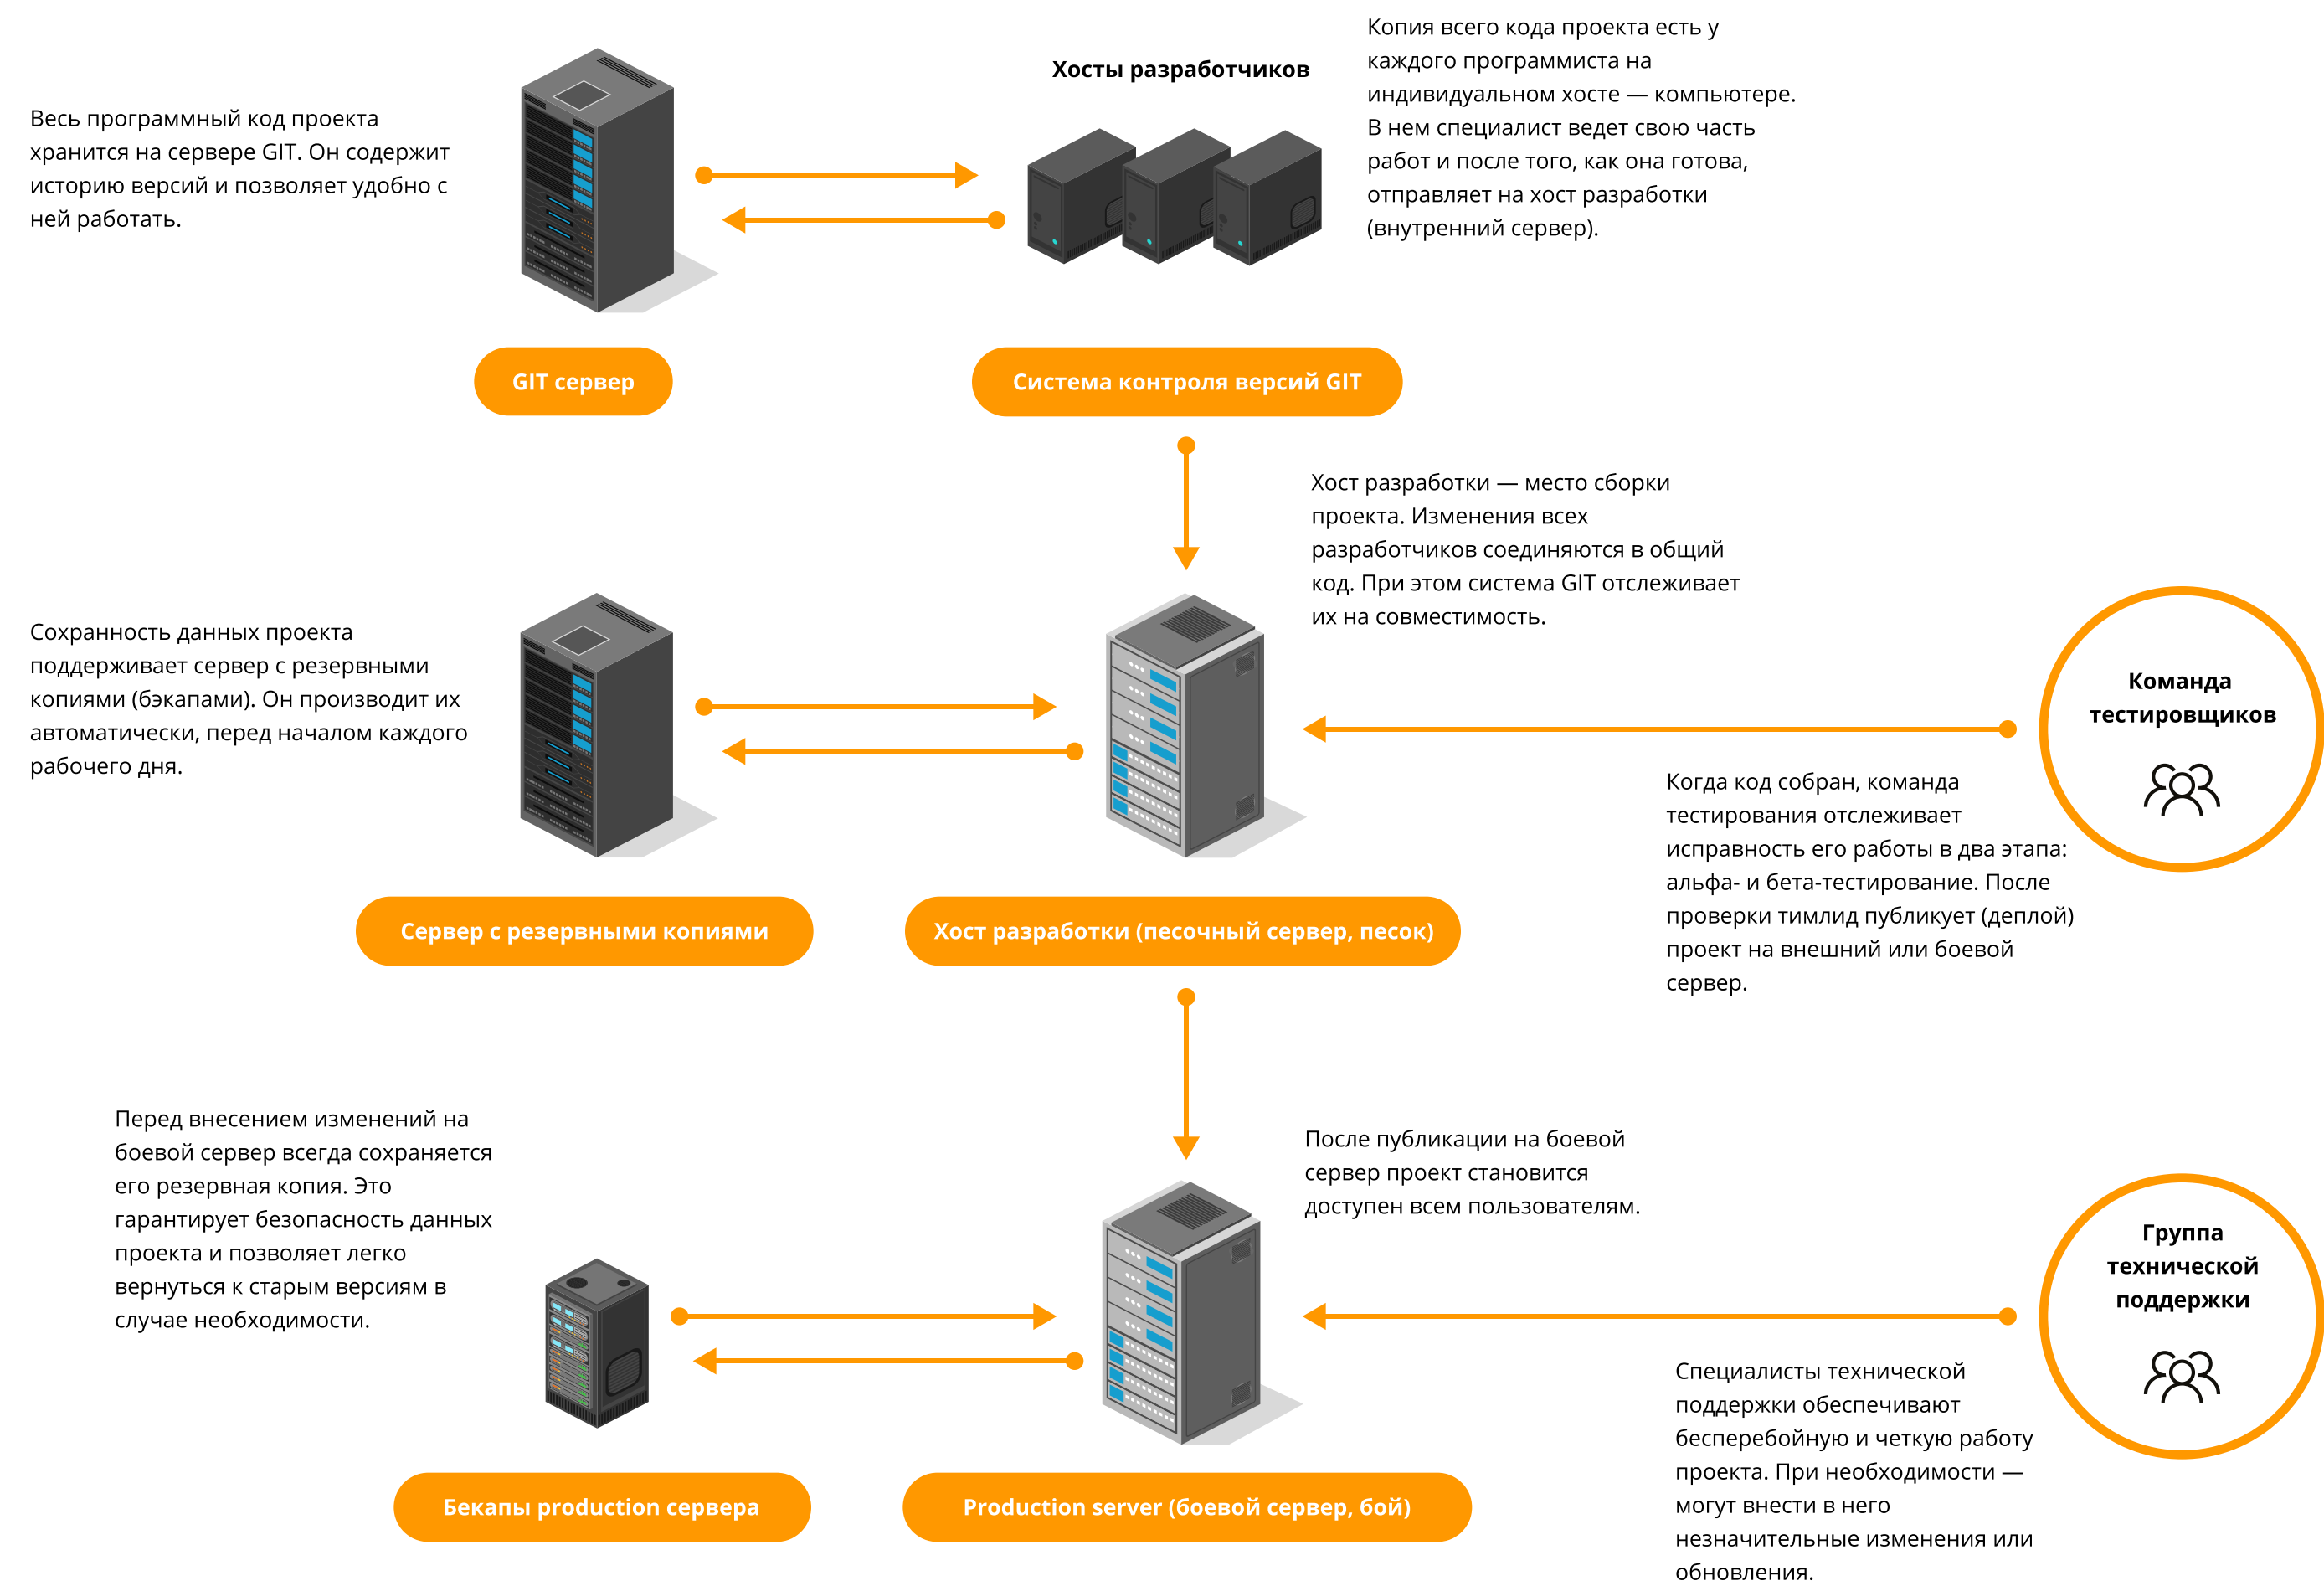 Весь программный код проекта
хранится на сервере GIT. Он содержит
историю версий и позволяет удобно с
ней работать.
Хосты разработчиков
Копия всего кода проекта есть у
каждого программиста на
индивидуальном хосте — компьютере.
В нем специалист ведет свою часть
работ и после того, как она готова,
отправляет на хост разработки
(внутренний сервер).
GIT сервер
Система контроля версий GIT
Хост разработки — место сборки
проекта. Изменения всех
разработчиков соединяются в общий
код. При этом система GIT отслеживает
их на совместимость.
Сохранность данных проекта
поддерживает сервер с резервными
копиями (бэкапами). Он производит их
автоматически, перед началом каждого
рабочего дня.
Команда
тестировщиков
Когда код собран, команда
тестирования отслеживает
исправность его работы в два этапа:
альфа- и бета-тестирование. После
проверки тимлид публикует (деплой)
проект на внешний или боевой
сервер.
Сервер с резервными копиями
Хост разработки (песочный сервер, песок)
Перед внесением изменений на
боевой сервер всегда сохраняется
его резервная копия. Это
гарантирует безопасность данных
проекта и позволяет легко
вернуться к старым версиям в
случае необходимости.
После публикации на боевой
сервер проект становится
доступен всем пользователям.
Группа
технической
поддержки
Специалисты технической
поддержки обеспечивают
бесперебойную и четкую работу
проекта. При необходимости —
могут внести в него
незначительные изменения или
обновления.
Бекапы production сервера
Production server (боевой сервер, бой)